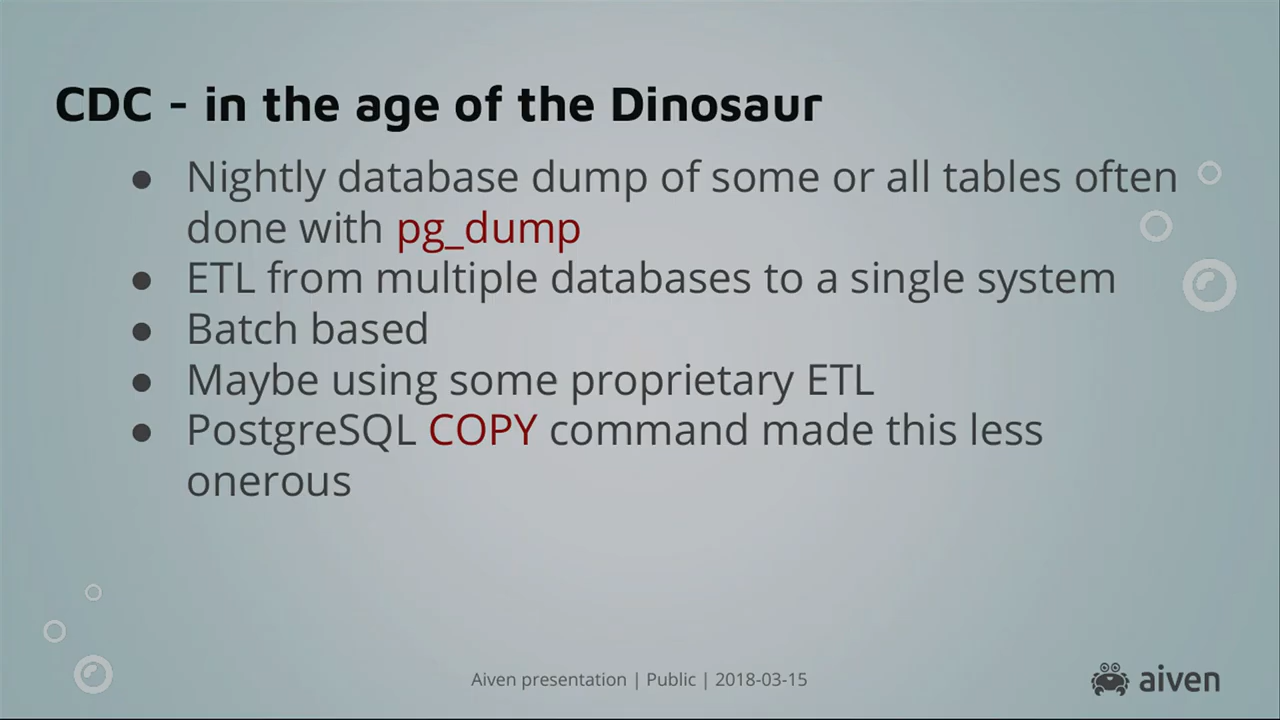 CDC - in the age of the Dinosaur
● Nightly database dump of some or all tables often
done with pg_dump
● ETL from multiple databases to a single system
● Batch based
● Maybe using some proprietary ETL
● PostgreSQL COPY command made this less
onerous
Aiven presentation | Public | 2018-03-15
aiven